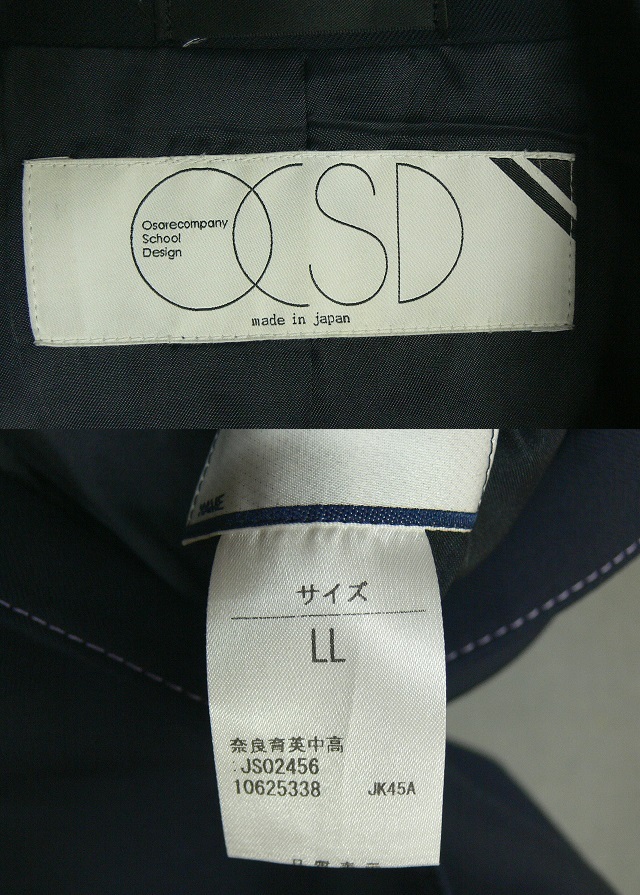 OCSD
Osarecompany
School
Design
made in japan
NAME
サイズ
LL
奈良育英中高
:JS02456
10625338 JK45A